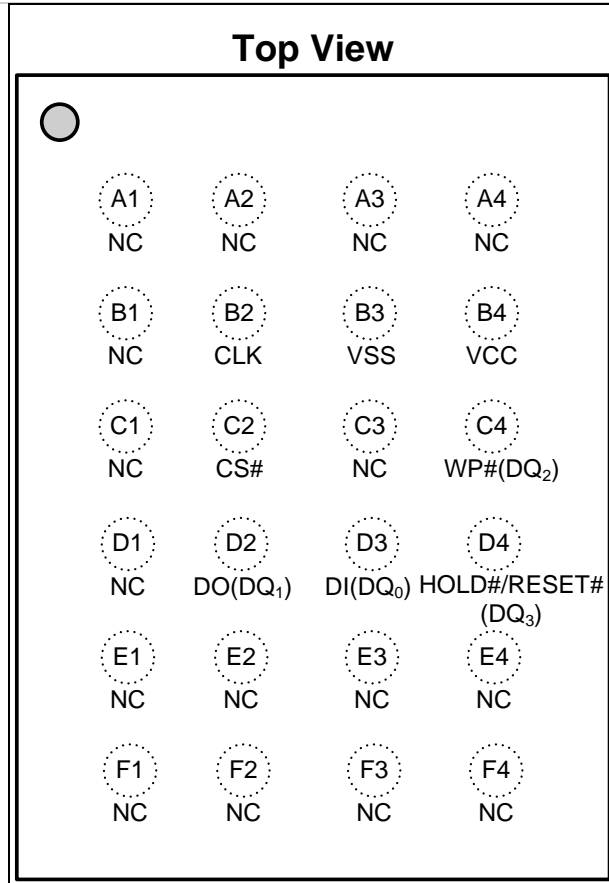 Top View
A1 A2 A3 A4
NC NC NC NC
B1 B2 B3 B4
NC CLK VSS VCC
C1 C2 C3 C4
NC CS# NC WP#(DQ₂)
D1 D2 D3 D4
NC DO(DQ₁) DI(DQ₀) HOLD#/RESET#
(DQ₃)
E1 E2 E3 E4
NC NC NC NC
F1 F2 F3 F4
NC NC NC NC